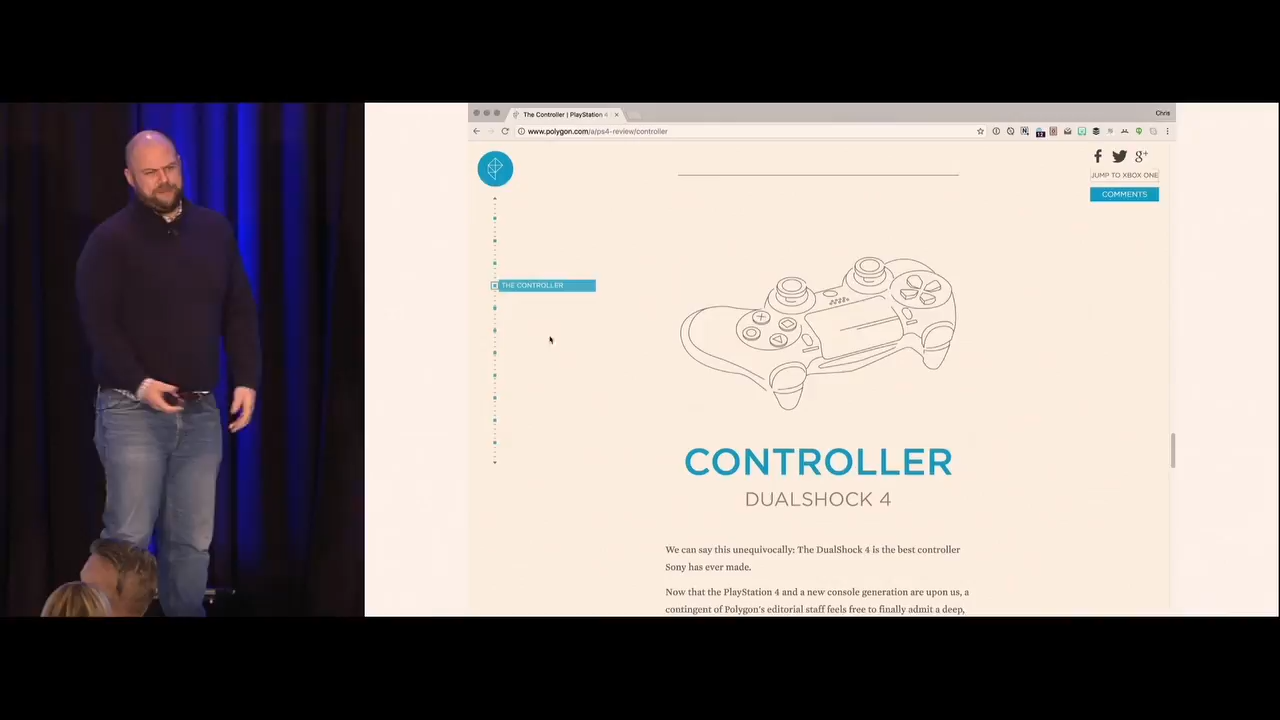 The Controller | PlayStation 4
Chris
www.polygon.com/a/ps4-review/controller
JUMP TO XBOX ONE
COMMENTS
THE CONTROLLER
CONTROLLER
DUALSHOCK 4
We can say this unequivocally: The DualShock 4 is the best controller
Sony has ever made.
Now that the PlayStation 4 and a new console generation are upon us, a
contingent of Polygon's editorial staff feels free to finally admit a deep,